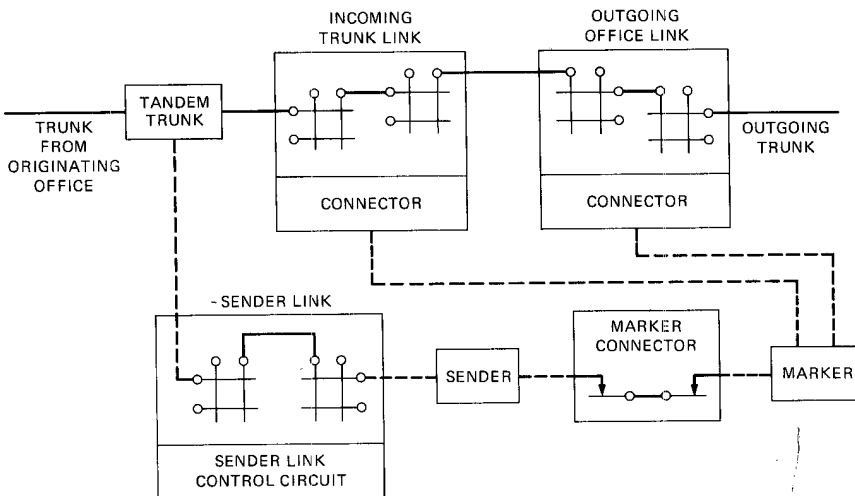 INCOMING
TRUNK LINK
OUTGOING
OFFICE LINK
TANDEM
TRUNK
TRUNK
FROM
ORIGINATING
OFFICE
OUTGOING
TRUNK
CONNECTOR
CONNECTOR
SENDER LINK
MARKER
CONNECTOR
SENDER
MARKER
SENDER LINK
CONTROL CIRCUIT